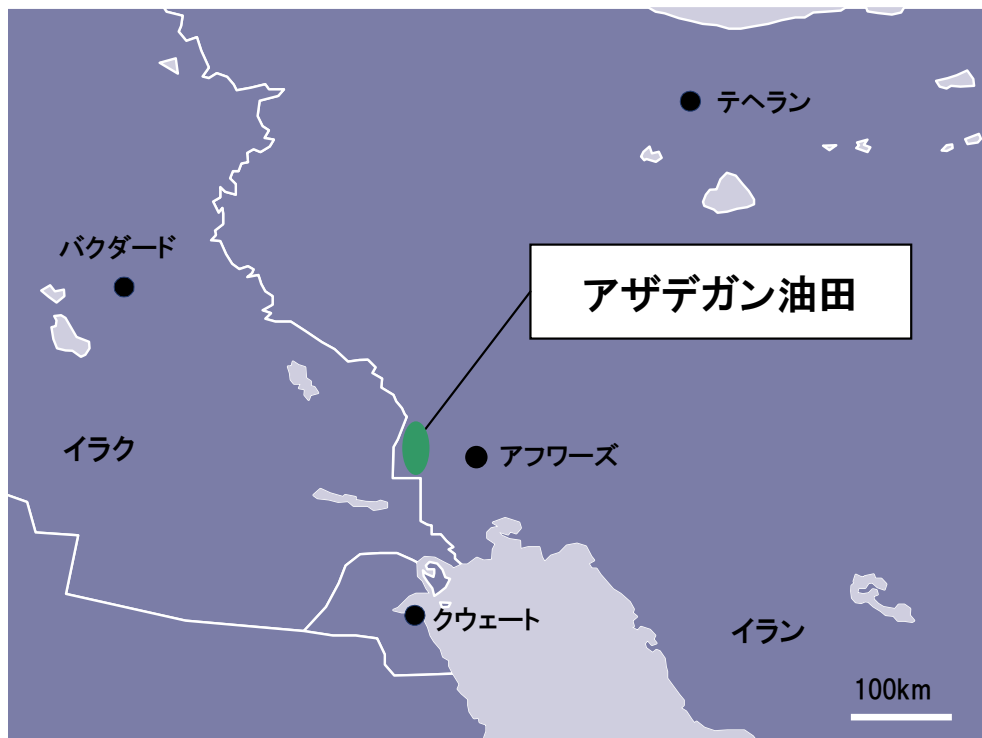 テヘラン
バクダード
アザデガン油田
イラク
アフワーズ
クウェート
イラン
100km